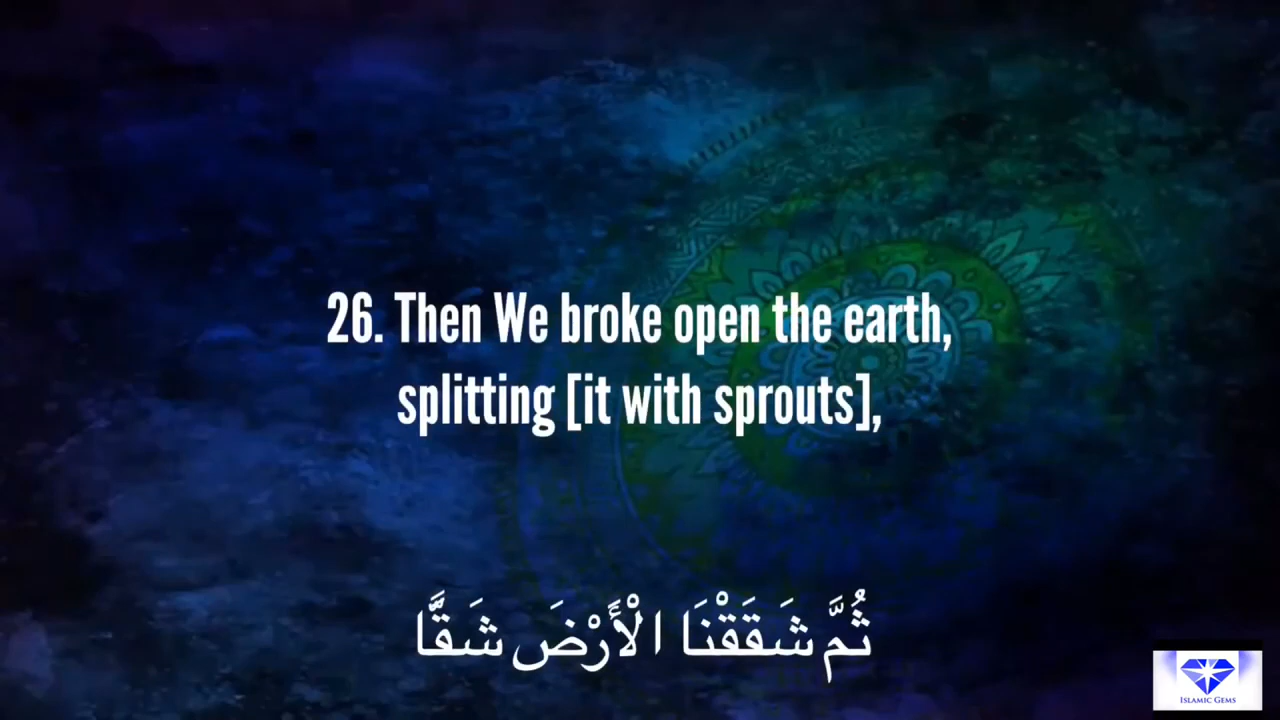 26. Then We broke open the earth,
splitting [it with sprouts],
ثُمَّ شَقَقْنَا الْأَرْضَ شَقًّا
ISLAMIC GEMS